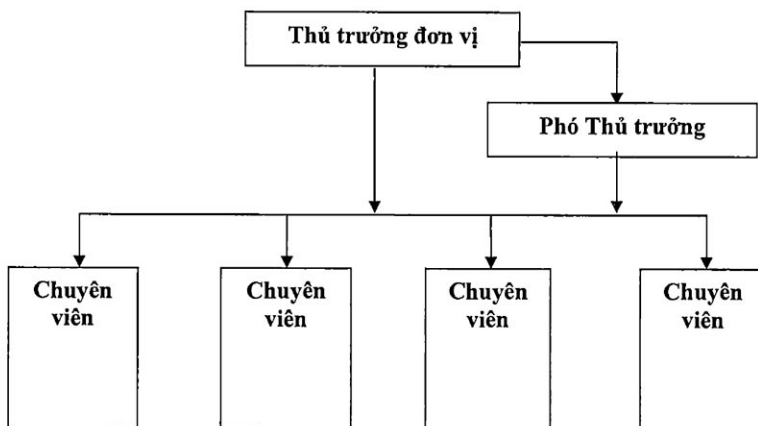 Thủ trưởng đơn vị
Phó Thủ trưởng
Chuyên
viên
Chuyên
viên
Chuyên
viên
Chuyên
viên